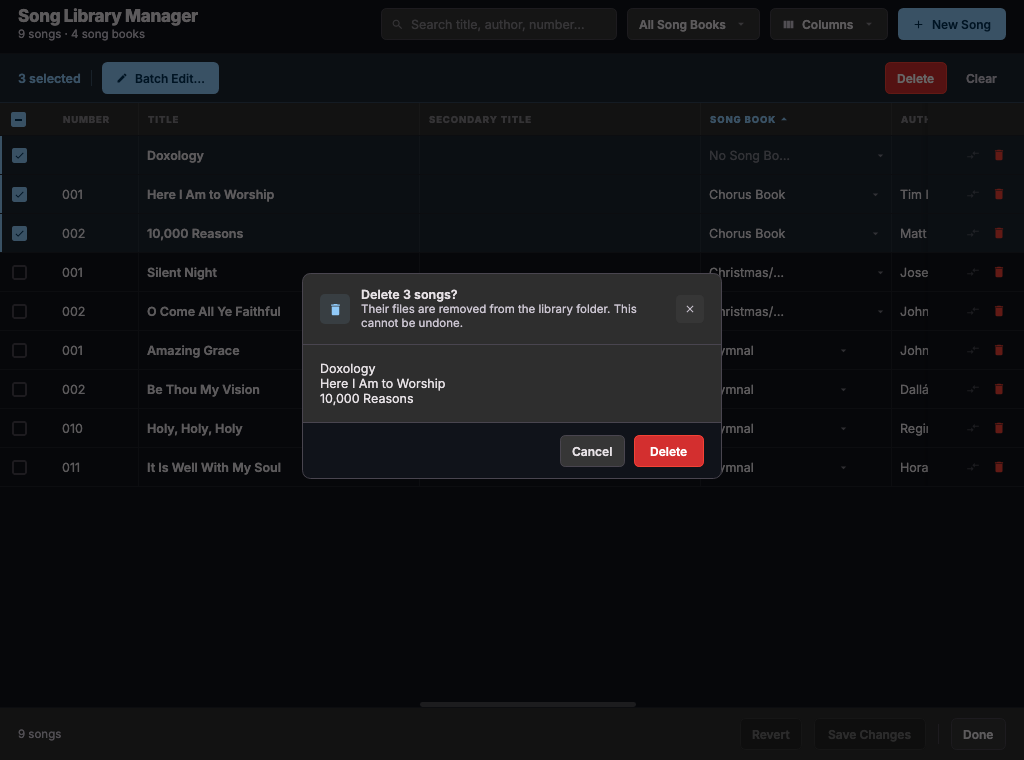 Song Library Manager
9 songs · 4 song books
Search title, author, number...
All Song Books
Columns
+ New Song
3 selected
Batch Edit...
Delete
Clear
NUMBER TITLE SECONDARY TITLE SONG BOOK AUTH
Doxology No Song Bo...
001 Here I Am to Worship Chorus Book Tim
002 10,000 Reasons Chorus Book Matt
001 Silent Night Christmas/... Jose
002 O Come All Ye Faithful hristmas/... John
001 Amazing Grace ymnal John
002 Be Thou My Vision ymnal Dallá
010 Holy, Holy, Holy ymnal Regi
011 It Is Well With My Soul ymnal Hora
Delete 3 songs?
Their files are removed from the library folder. This
cannot be undone.
Doxology
Here I Am to Worship
10,000 Reasons
Cancel
Delete
9 songs
Revert
Save Changes
Done